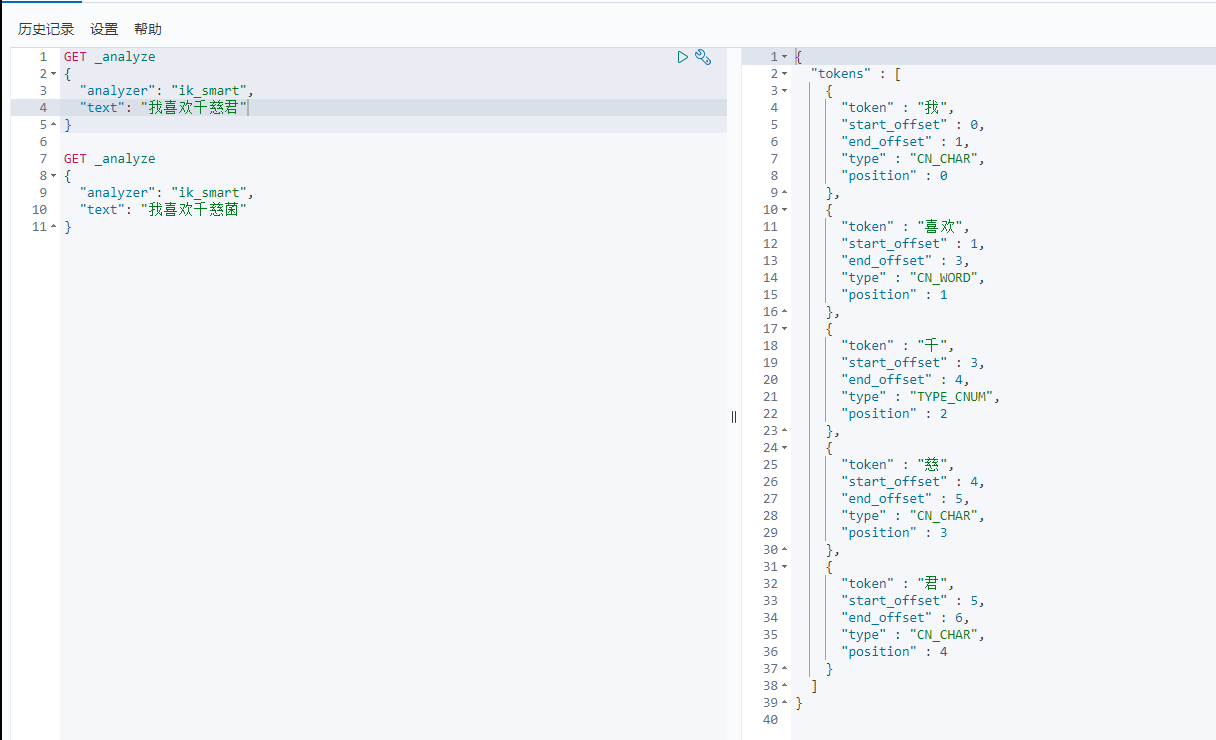 历史记录 设置 帮助
1 GET _analyze
2 {
3 "analyzer": "ik_smart",
4 "text": "我喜欢千慈君"
5 }
6
7 GET _analyze
8 {
9 "analyzer": "ik_smart",
10 "text": "我喜欢千慈菌"
11 }
1 {
2 "tokens" : [
3 {
4 "token" : "我",
5 "start_offset" : 0,
6 "end_offset" : 1,
7 "type" : "CN_CHAR",
8 "position" : 0
9 },
10 {
11 "token" : "喜欢",
12 "start_offset" : 1,
13 "end_offset" : 3,
14 "type" : "CN_WORD",
15 "position" : 1
16 },
17 {
18 "token" : "千",
19 "start_offset" : 3,
20 "end_offset" : 4,
21 "type" : "TYPE_CNUM",
22 "position" : 2
23 },
24 {
25 "token" : "慈",
26 "start_offset" : 4,
27 "end_offset" : 5,
28 "type" : "CN_CHAR",
29 "position" : 3
30 },
31 {
32 "token" : "君",
33 "start_offset" : 5,
34 "end_offset" : 6,
35 "type" : "CN_CHAR",
36 "position" : 4
37 }
38 ]
39 }
40